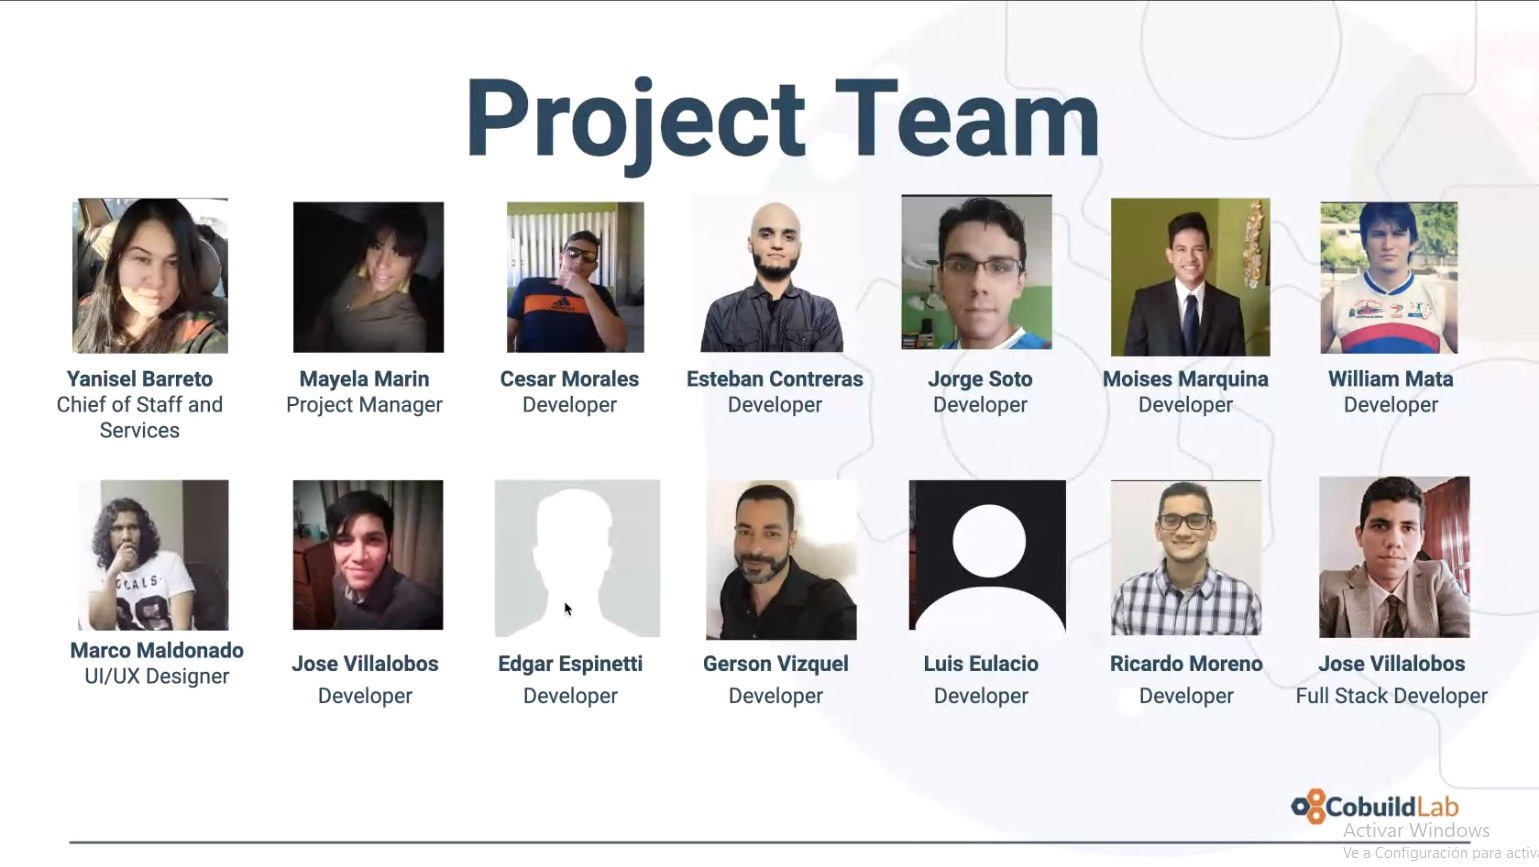 Project Team
Yanisel Barreto
Chief of Staff and
Services
Mayela Marin
Project Manager
Cesar Morales
Developer
Esteban Contreras
Developer
Jorge Soto
Developer
Moises Marquina
Developer
William Mata
Developer
Marco Maldonado
UI/UX Designer
Jose Villalobos
Developer
Edgar Espinetti
Developer
Gerson Vizquel
Developer
Luis Eulacio
Developer
Ricardo Moreno
Developer
Jose Villalobos
Full Stack Developer
CobuildLab
Activar Windows
Ve a Configuración para activ